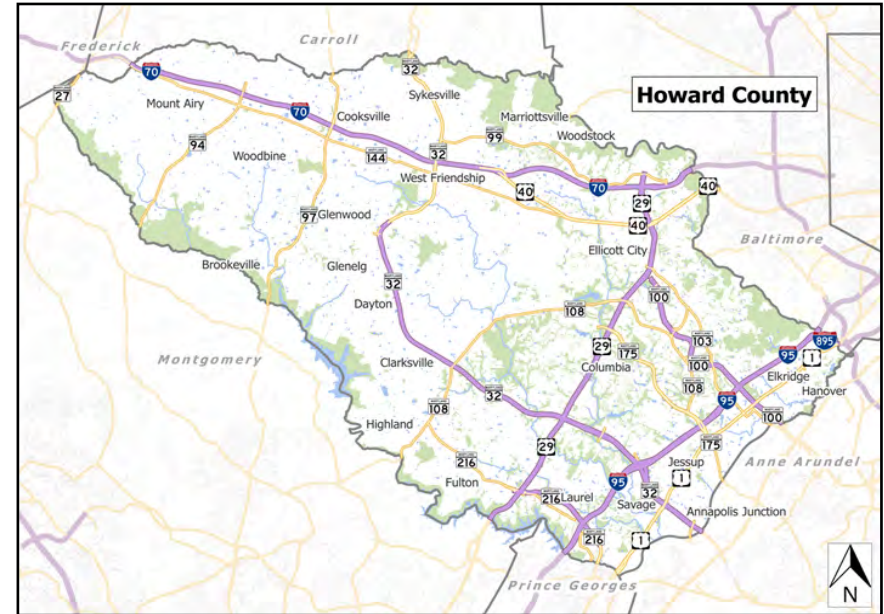 Howard County
Frederick
Carroll
70
32
27
Mount Airy
Sykesville
70
Cooksville
Marriottsville
99
Woodstock
94
144
32
Woodbine
West Friendship
40
70
29
40
97
Glenwood
40
Ellicott City
Baltimore
Brookeville
Glenelg
32
100
Dayton
108
103
895
29
175
95
1
Montgomery
Clarksville
Columbia
100
Elkridge
108
Hanover
32
95
108
100
Highland
29
175
216
Jessup
Anne Arundel
Fulton
95
32
1
216
Laurel
Savage
Annapolis Junction
216
1
Prince Georges
N